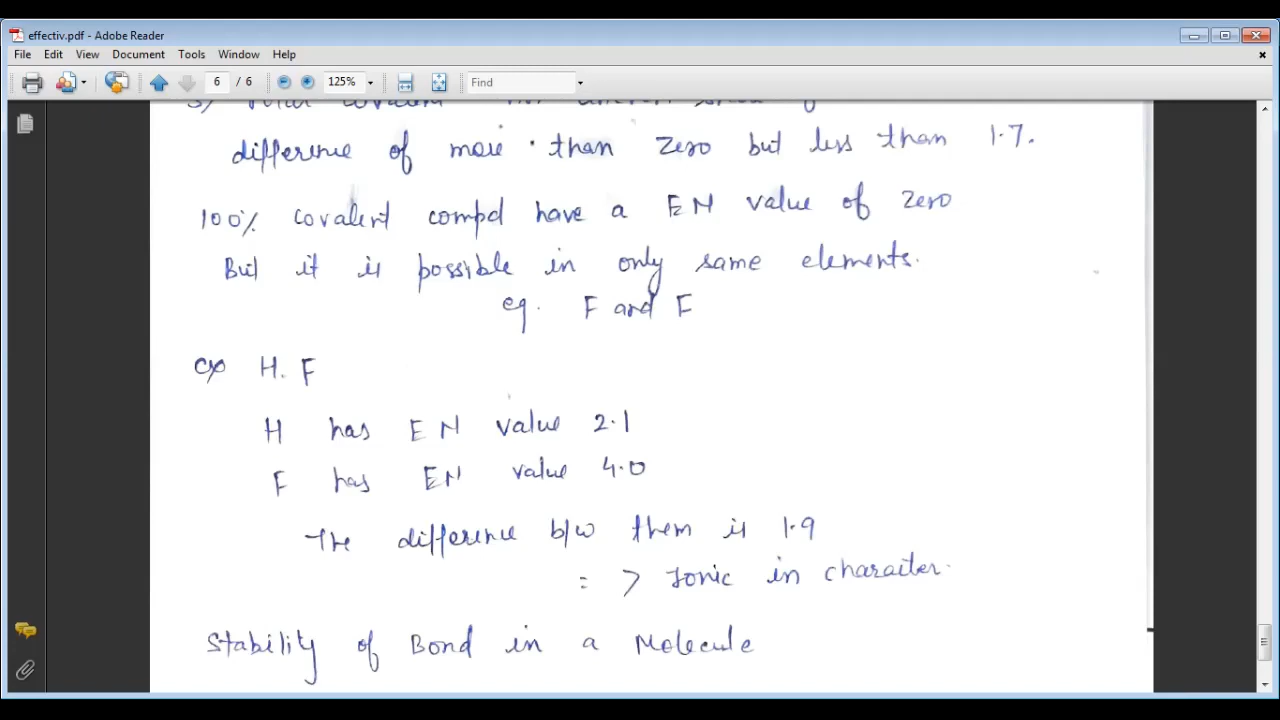 effectiv.pdf - Adobe Reader
File Edit View Document Tools Window Help
6 / 6 125% Find
difference of more than zero but less than 1.7.
100% covalent compd have a EN value of zero
But it is possible in only same elements.
eg. F and F
H. F
H has EN value 2.1
F has EN value 4.0
The difference b/w them is 1.9
=> Ionic in character.
Stability of Bond in a Molecule